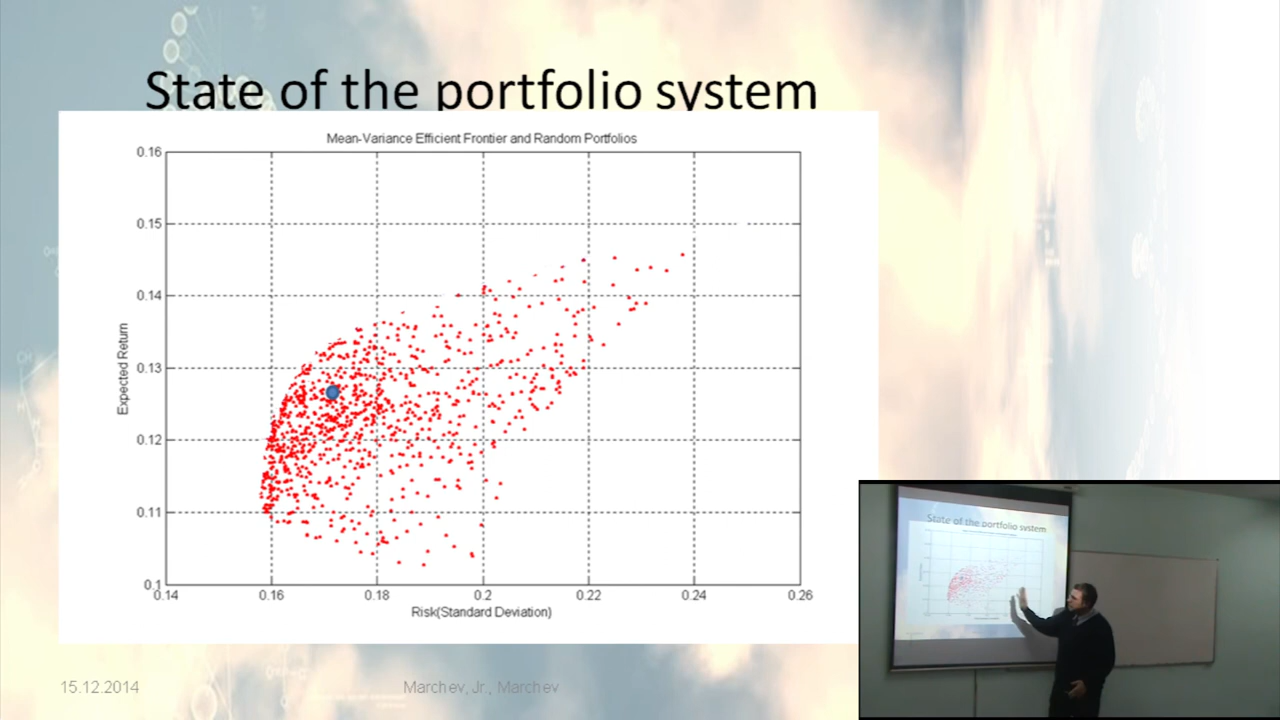 State of the portfolio system
Mean-Variance Efficient Frontier and Random Portfolios
0.16
0.15
0.14
0.13
0.12
0.11
0.1
Expected Return
0.14 0.16 0.18 0.2 0.22 0.24 0.26
Risk(Standard Deviation)
15.12.2014 Marchev, Jr., Marchev
State of the portfolio system